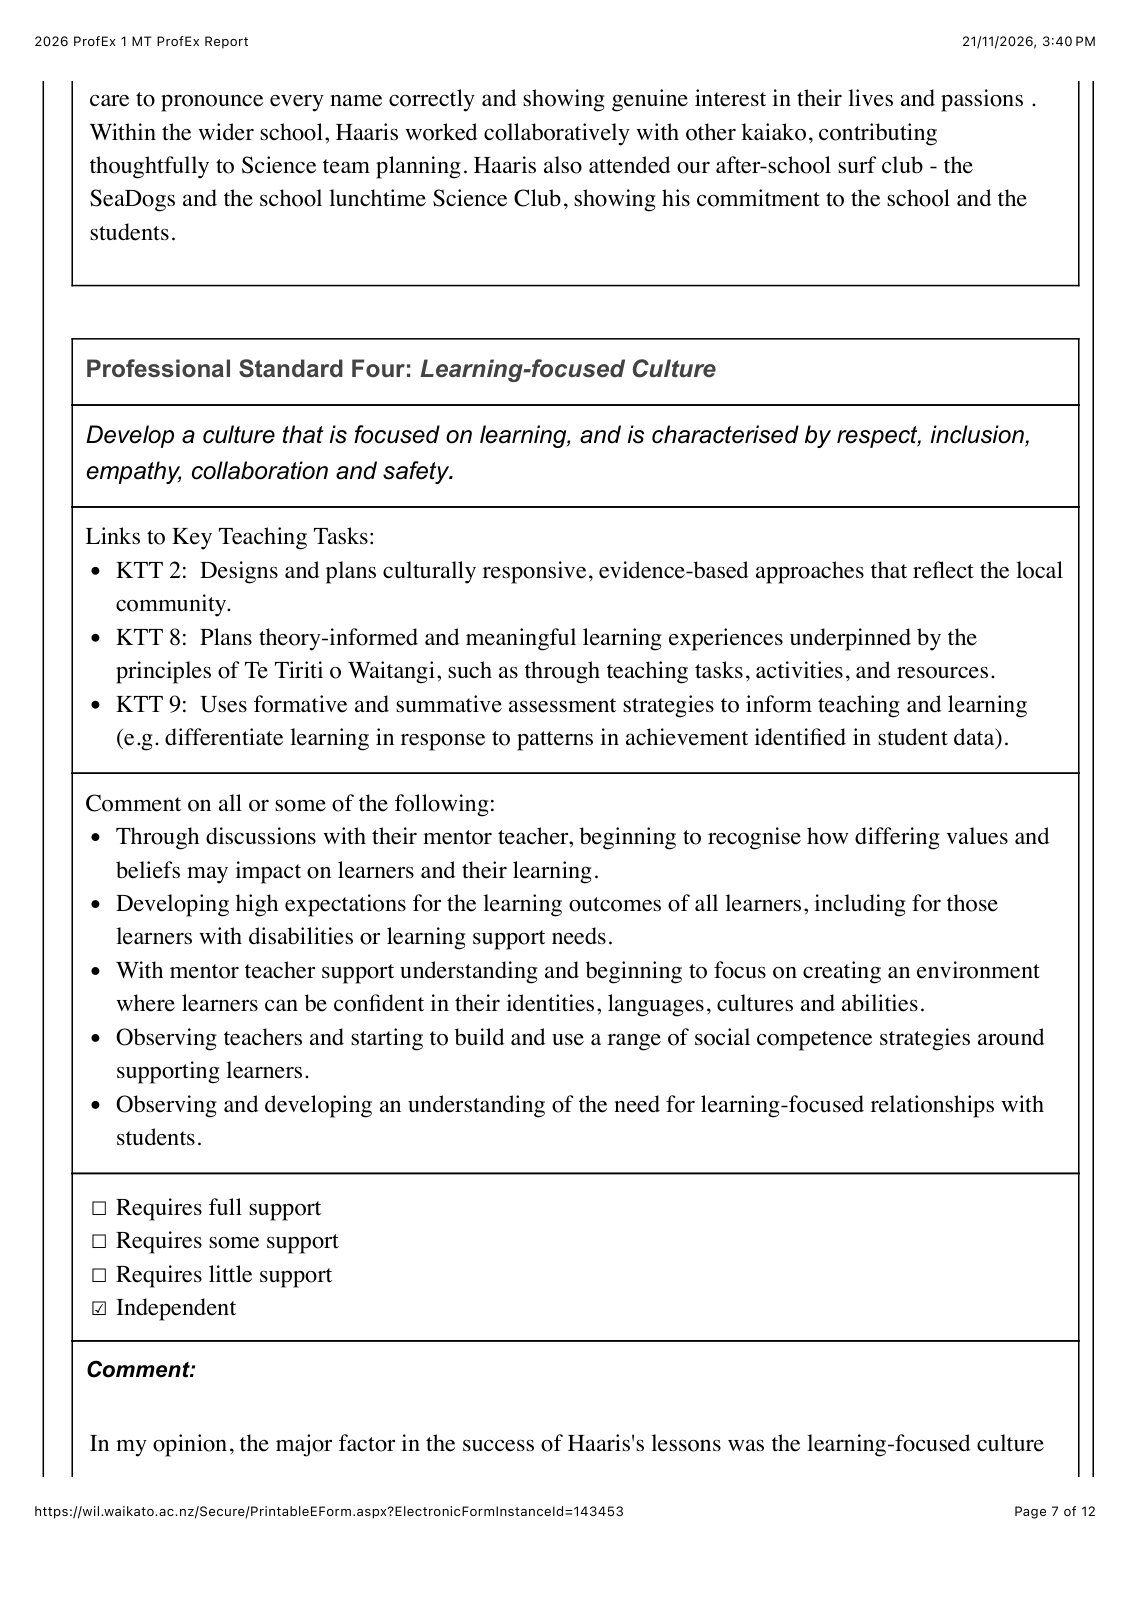 2026 ProfEx 1 MT ProfEx Report
21/11/2026, 3:40 PM
care to pronounce every name correctly and showing genuine interest in their lives and passions .
Within the wider school, Haaris worked collaboratively with other kaiako, contributing
thoughtfully to Science team planning. Haaris also attended our after-school surf club - the
SeaDogs and the school lunchtime Science Club, showing his commitment to the school and the
students.
Professional Standard Four: Learning-focused Culture
Develop a culture that is focused on learning, and is characterised by respect, inclusion,
empathy, collaboration and safety.
Links to Key Teaching Tasks:
• KTT 2:  Designs and plans culturally responsive, evidence-based approaches that reflect the local
community.
• KTT 8:  Plans theory-informed and meaningful learning experiences underpinned by the
principles of Te Tiriti o Waitangi, such as through teaching tasks, activities, and resources.
• KTT 9:  Uses formative and summative assessment strategies to inform teaching and learning
(e.g. differentiate learning in response to patterns in achievement identified in student data).
Comment on all or some of the following:
• Through discussions with their mentor teacher, beginning to recognise how differing values and
beliefs may impact on learners and their learning.
• Developing high expectations for the learning outcomes of all learners, including for those
learners with disabilities or learning support needs.
• With mentor teacher support understanding and beginning to focus on creating an environment
where learners can be confident in their identities, languages, cultures and abilities.
• Observing teachers and starting to build and use a range of social competence strategies around
supporting learners.
• Observing and developing an understanding of the need for learning-focused relationships with
students.
☐ Requires full support
☐ Requires some support
☐ Requires little support
☑ Independent
Comment:
In my opinion, the major factor in the success of Haaris's lessons was the learning-focused culture
https://wil.waikato.ac.nz/Secure/PrintableEForm.aspx?ElectronicFormInstanceId=143453
Page 7 of 12